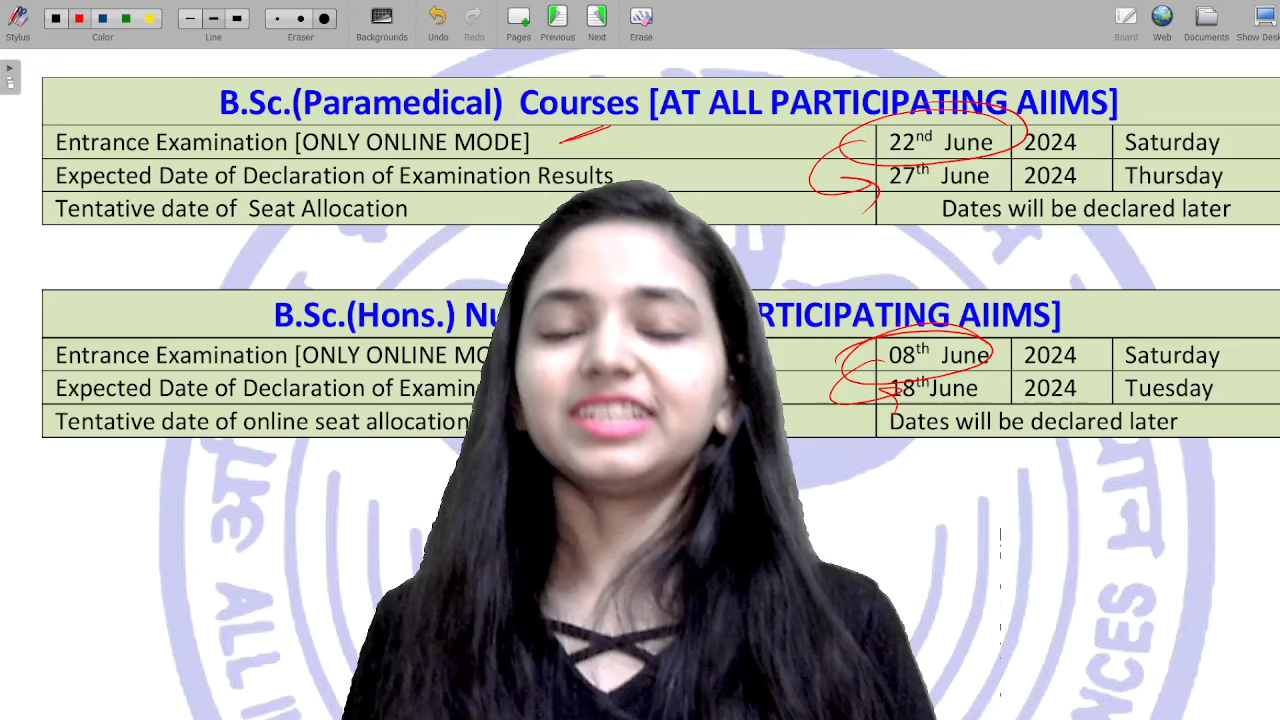 Stylus Color Line Eraser Backgrounds Undo Redo Pages Previous Next Erase Board Web Documents Show Desk
B.Sc.(Paramedical) Courses [AT ALL PARTICIPATING AIIMS]
Entrance Examination [ONLY ONLINE MODE] 22nd June 2024 Saturday
Expected Date of Declaration of Examination Results 27th June 2024 Thursday
Tentative date of Seat Allocation Dates will be declared later
B.Sc.(Hons.) Nu RTICIPATING AIIMS]
Entrance Examination [ONLY ONLINE MO 08th June 2024 Saturday
Expected Date of Declaration of Examin 18th June 2024 Tuesday
Tentative date of online seat allocation Dates will be declared later
ALL IN NCES